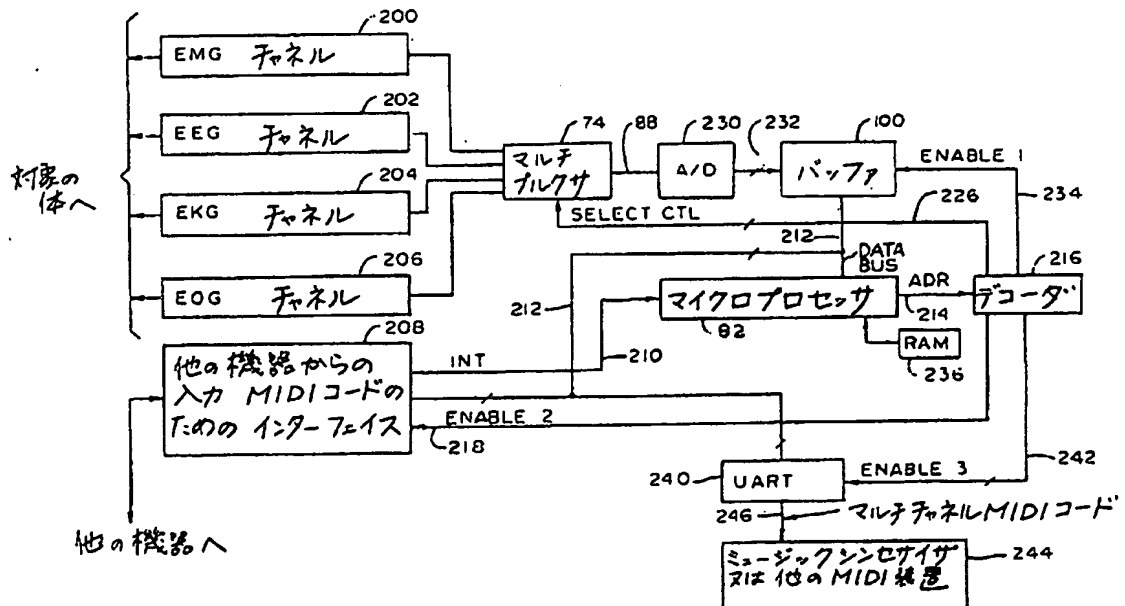 200
EMG チャネル
202
EEG チャネル
204
EKG チャネル
206
EOG チャネル
対象の
体へ
208
他の機器からの
入力 MIDIコードの
ための インターフェイス
他の機器へ
74
マルチ
プルクサ
88
230
A/D
232
100
バッファ
ENABLE 1
234
SELECT CTL
226
212
DATA
BUS
216
デコーダ
ADR
214
マイクロプロセッサ
82
RAM
236
212
INT
210
ENABLE 2
218
240
UART
ENABLE 3
242
246
マルチチャネルMIDIコード
ミュージックシンセサイザ
又は他のMIDI装置
244